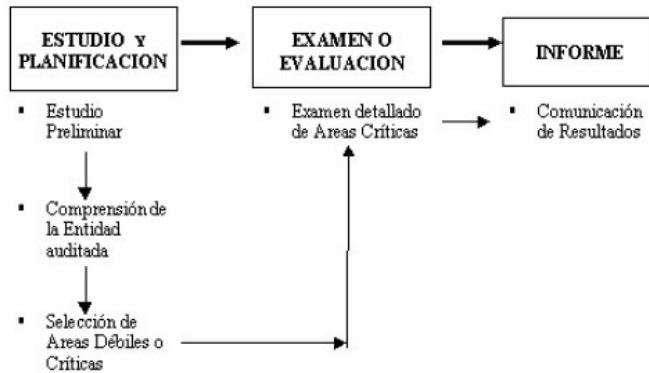 ESTUDIO y
PLANIFICACION
EXAMEN O
EVALUACION
INFORME
▪ Estudio
Preliminar
▪ Comprensión de
la Entidad
auditada
▪ Selección de
Areas Débiles o
Críticas
▪ Examen detallado
de Areas Críticas
▪ Comunicación
de Resultados